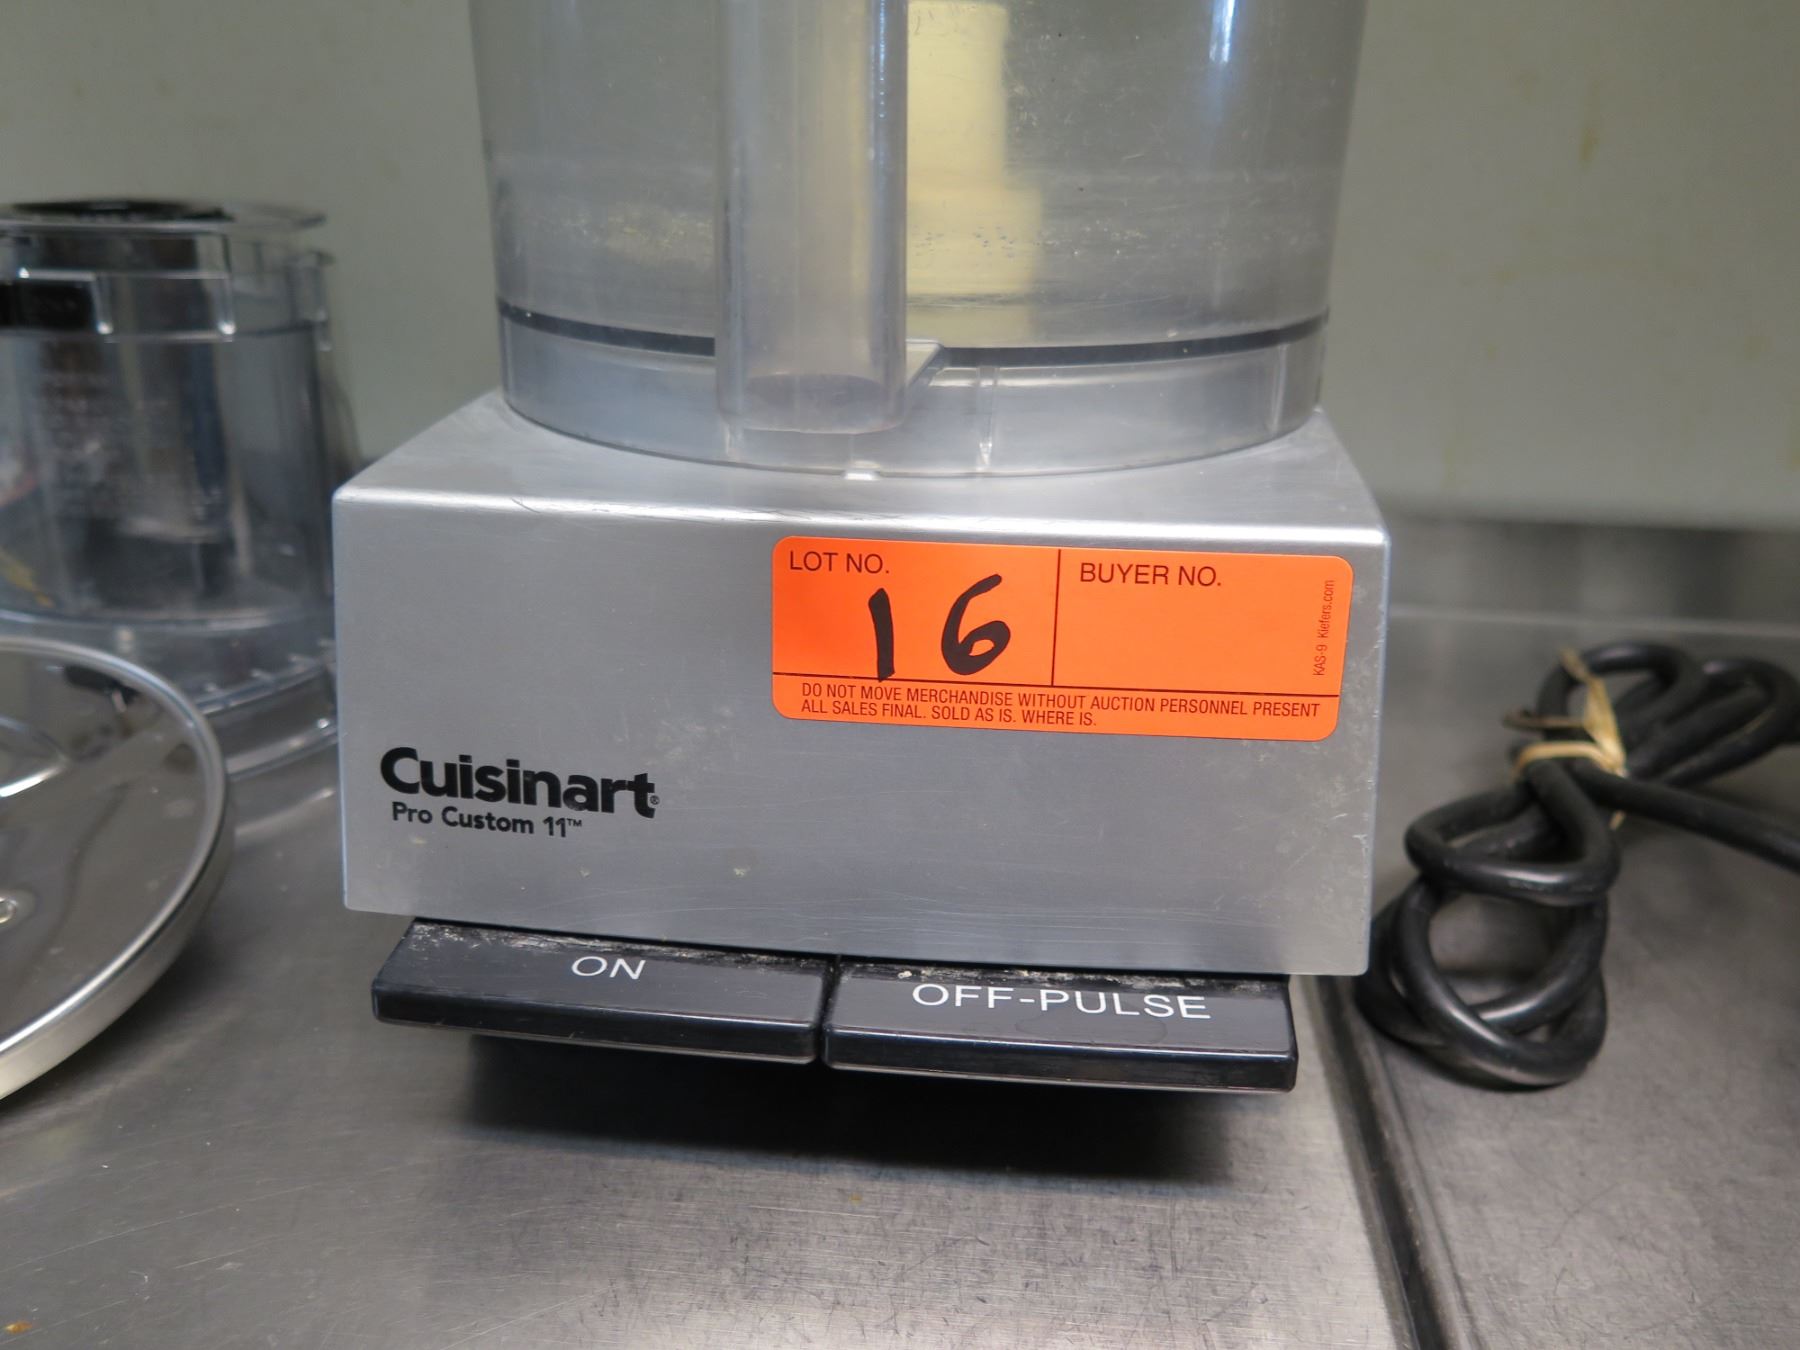 LOT NO.
16
BUYER NO.
KAS-9 Kiefers.com
DO NOT MOVE MERCHANDISE WITHOUT AUCTION PERSONNEL PRESENT
ALL SALES FINAL. SOLD AS IS. WHERE IS.
Cuisinart®
Pro Custom 11™
ON
OFF-PULSE